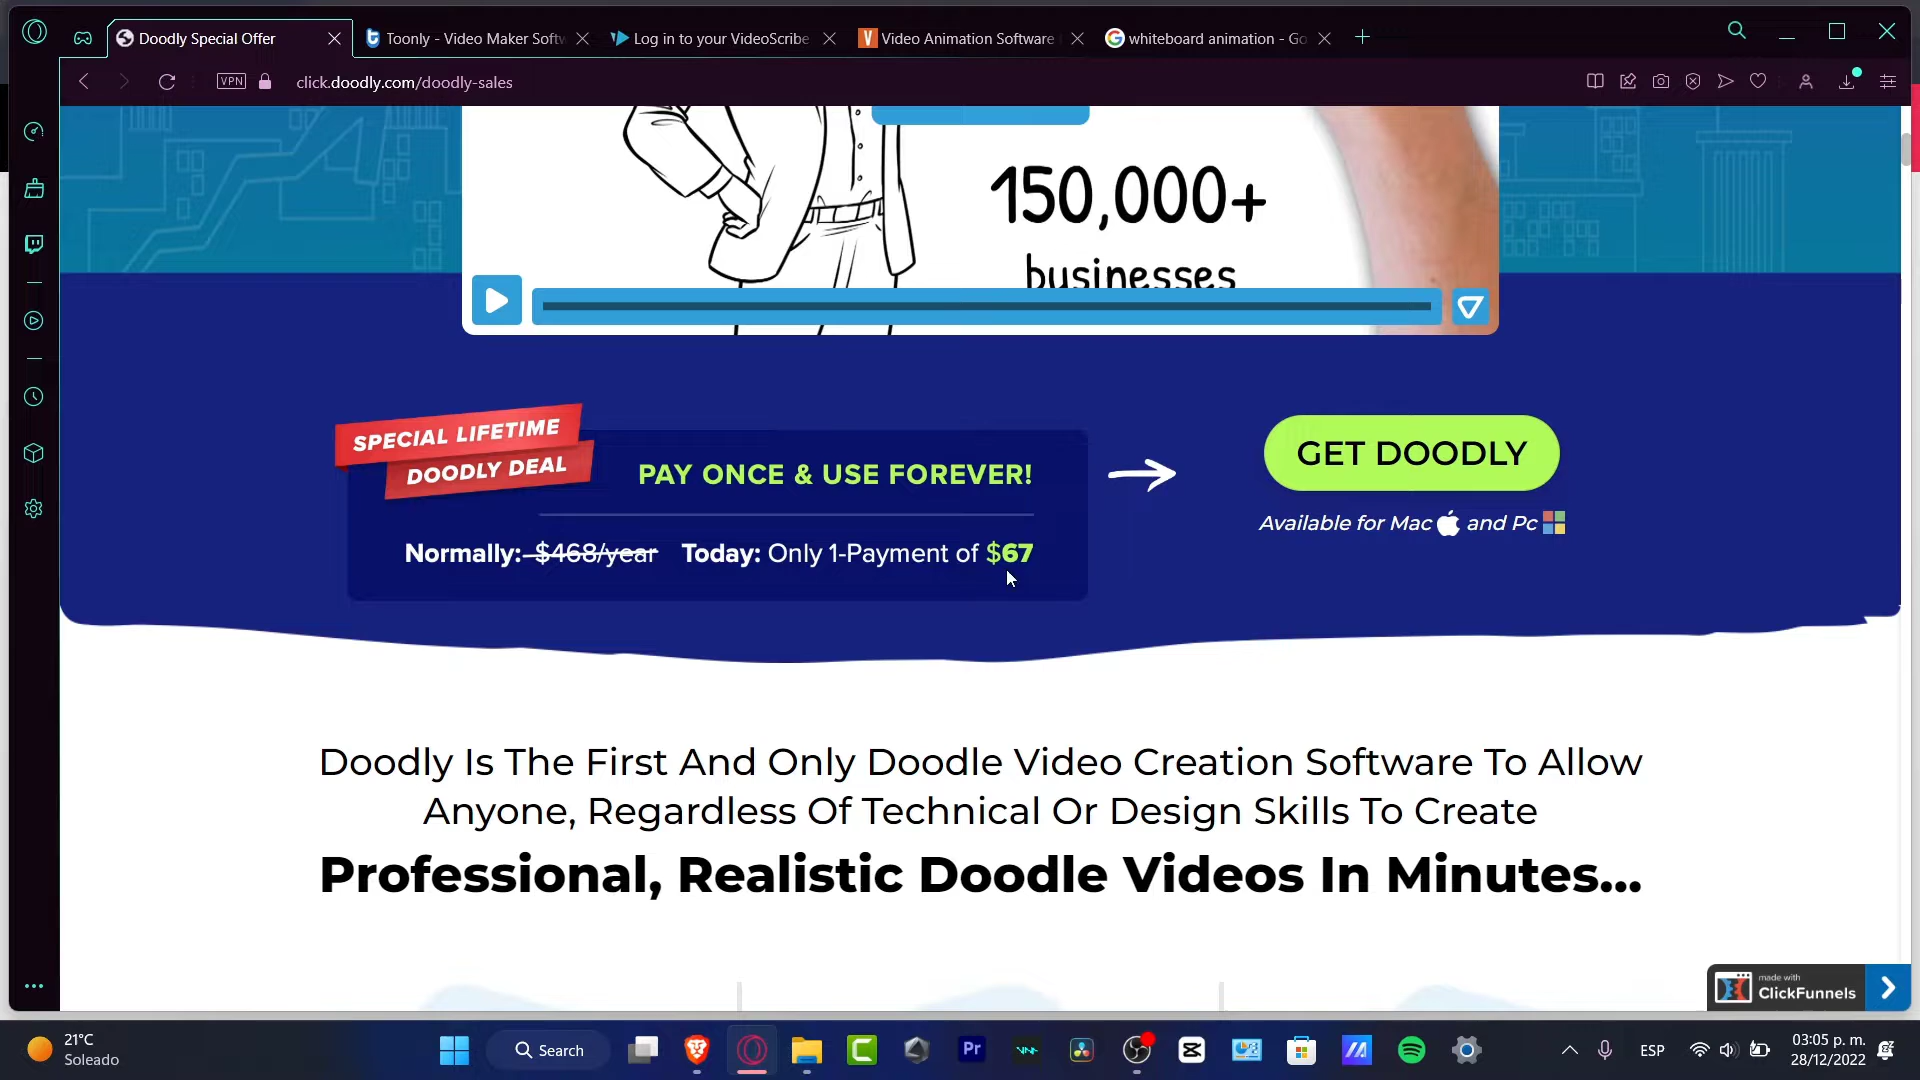 Doodly Special Offer
Toonly - Video Maker Softw
Log in to your VideoScribe
Video Animation Software
whiteboard animation - Go
VPN
click.doodly.com/doodly-sales
150,000+
businesses
SPECIAL LIFETIME
DOODLY DEAL
PAY ONCE & USE FOREVER!
Normally: $468/year Today: Only 1-Payment of $67
GET DOODLY
Available for Mac and Pc
Doodly Is The First And Only Doodle Video Creation Software To Allow
Anyone, Regardless Of Technical Or Design Skills To Create
Professional, Realistic Doodle Videos In Minutes...
made with
ClickFunnels
21°C
Soleado
Search
Pr
ESP
03:05 p. m.
28/12/2022